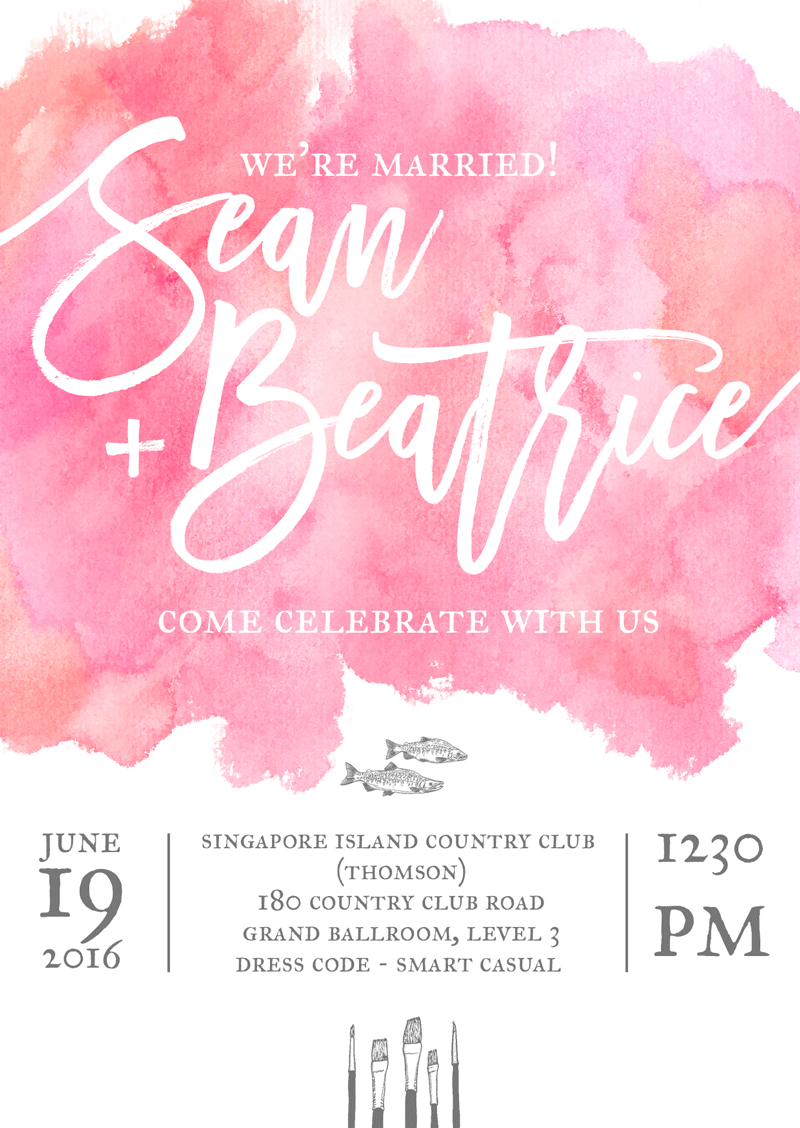 WE'RE MARRIED!
Sean
+ Beatrice
COME CELEBRATE WITH US
JUNE
19
2016
SINGAPORE ISLAND COUNTRY CLUB
(THOMSON)
180 COUNTRY CLUB ROAD
GRAND BALLROOM, LEVEL 3
DRESS CODE - SMART CASUAL
1230
PM